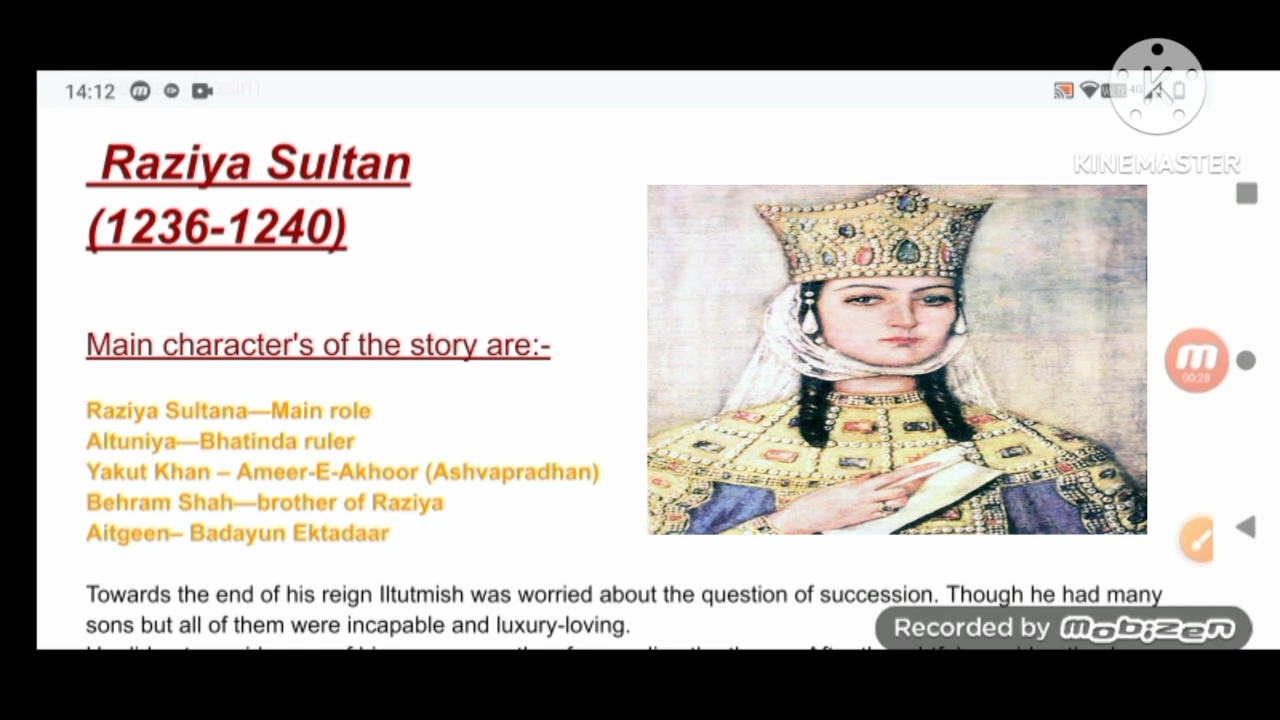 14:12
KINEMASTER
Raziya Sultan
(1236-1240)
Main character's of the story are:-
Raziya Sultana—Main role
Altuniya—Bhatinda ruler
Yakut Khan – Ameer-E-Akhoor (Ashvapradhan)
Behram Shah—brother of Raziya
Aitgeen– Badayun Ektadaar
00:28
Towards the end of his reign Iltutmish was worried about the question of succession. Though he had many
sons but all of them were incapable and luxury-loving.
Recorded by mobizen